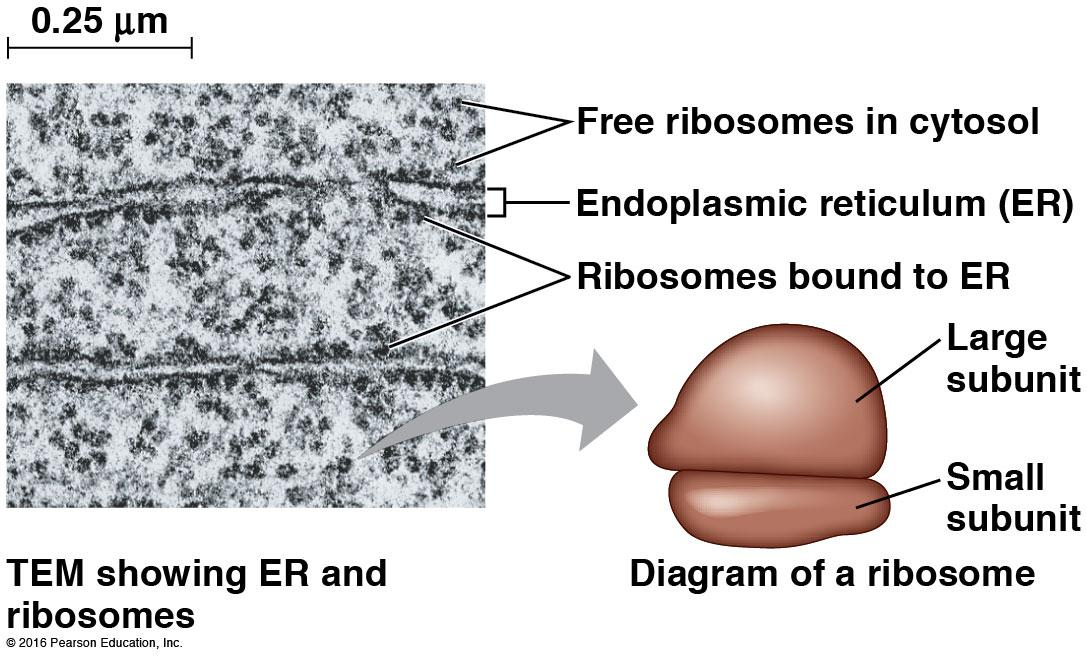 0.25 μm
Free ribosomes in cytosol
Endoplasmic reticulum (ER)
Ribosomes bound to ER
Large
subunit
Small
subunit
TEM showing ER and
ribosomes
Diagram of a ribosome
© 2016 Pearson Education, Inc.